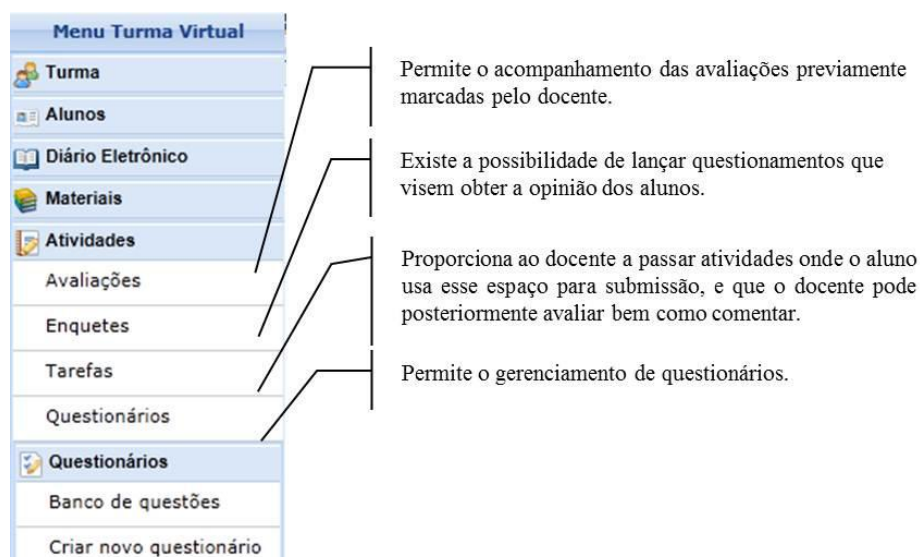 Menu Turma Virtual
Turma
Alunos
Diário Eletrônico
Materiais
Atividades
Avaliações
Enquetes
Tarefas
Questionários
Questionários
Banco de questões
Criar novo questionário
Permite o acompanhamento das avaliações previamente
marcadas pelo docente.
Existe a possibilidade de lançar questionamentos que
visem obter a opinião dos alunos.
Proporciona ao docente a passar atividades onde o aluno
usa esse espaço para submissão, e que o docente pode
posteriormente avaliar bem como comentar.
Permite o gerenciamento de questionários.